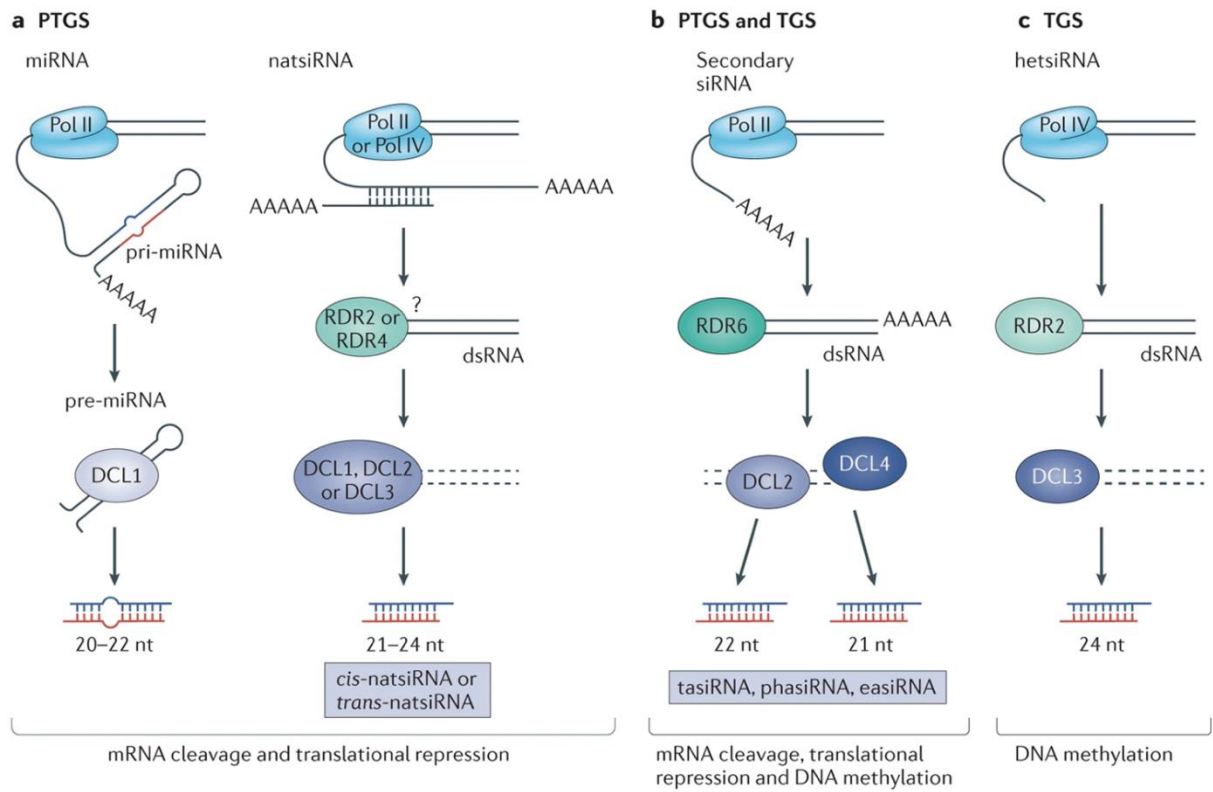 a PTGS
miRNA
Pol II
pri-miRNA
AAAAA
pre-miRNA
DCL1
20–22 nt
natsiRNA
Pol II
or Pol IV
AAAAA
AAAAA
RDR2 or
RDR4
?
dsRNA
DCL1, DCL2
or DCL3
21–24 nt
cis-natsiRNA or
trans-natsiRNA
mRNA cleavage and translational repression
b PTGS and TGS
Secondary
siRNA
Pol II
AAAAA
RDR6
AAAAA
dsRNA
DCL2
DCL4
22 nt
21 nt
tasiRNA, phasiRNA, easiRNA
mRNA cleavage, translational
repression and DNA methylation
c TGS
hetsiRNA
Pol IV
RDR2
dsRNA
DCL3
24 nt
DNA methylation